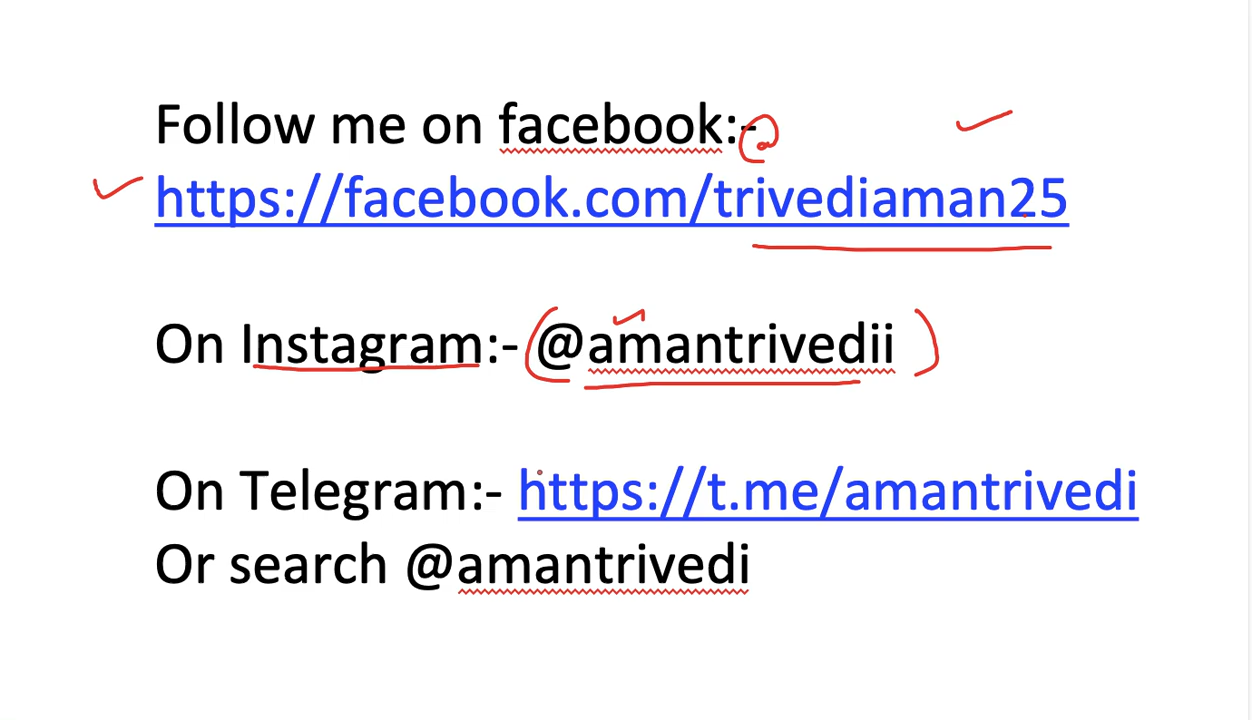 Follow me on facebook:-
https://facebook.com/trivediaman25
On Instagram:- @amantrivedii
On Telegram:- https://t.me/amantrivedi
Or search @amantrivedi